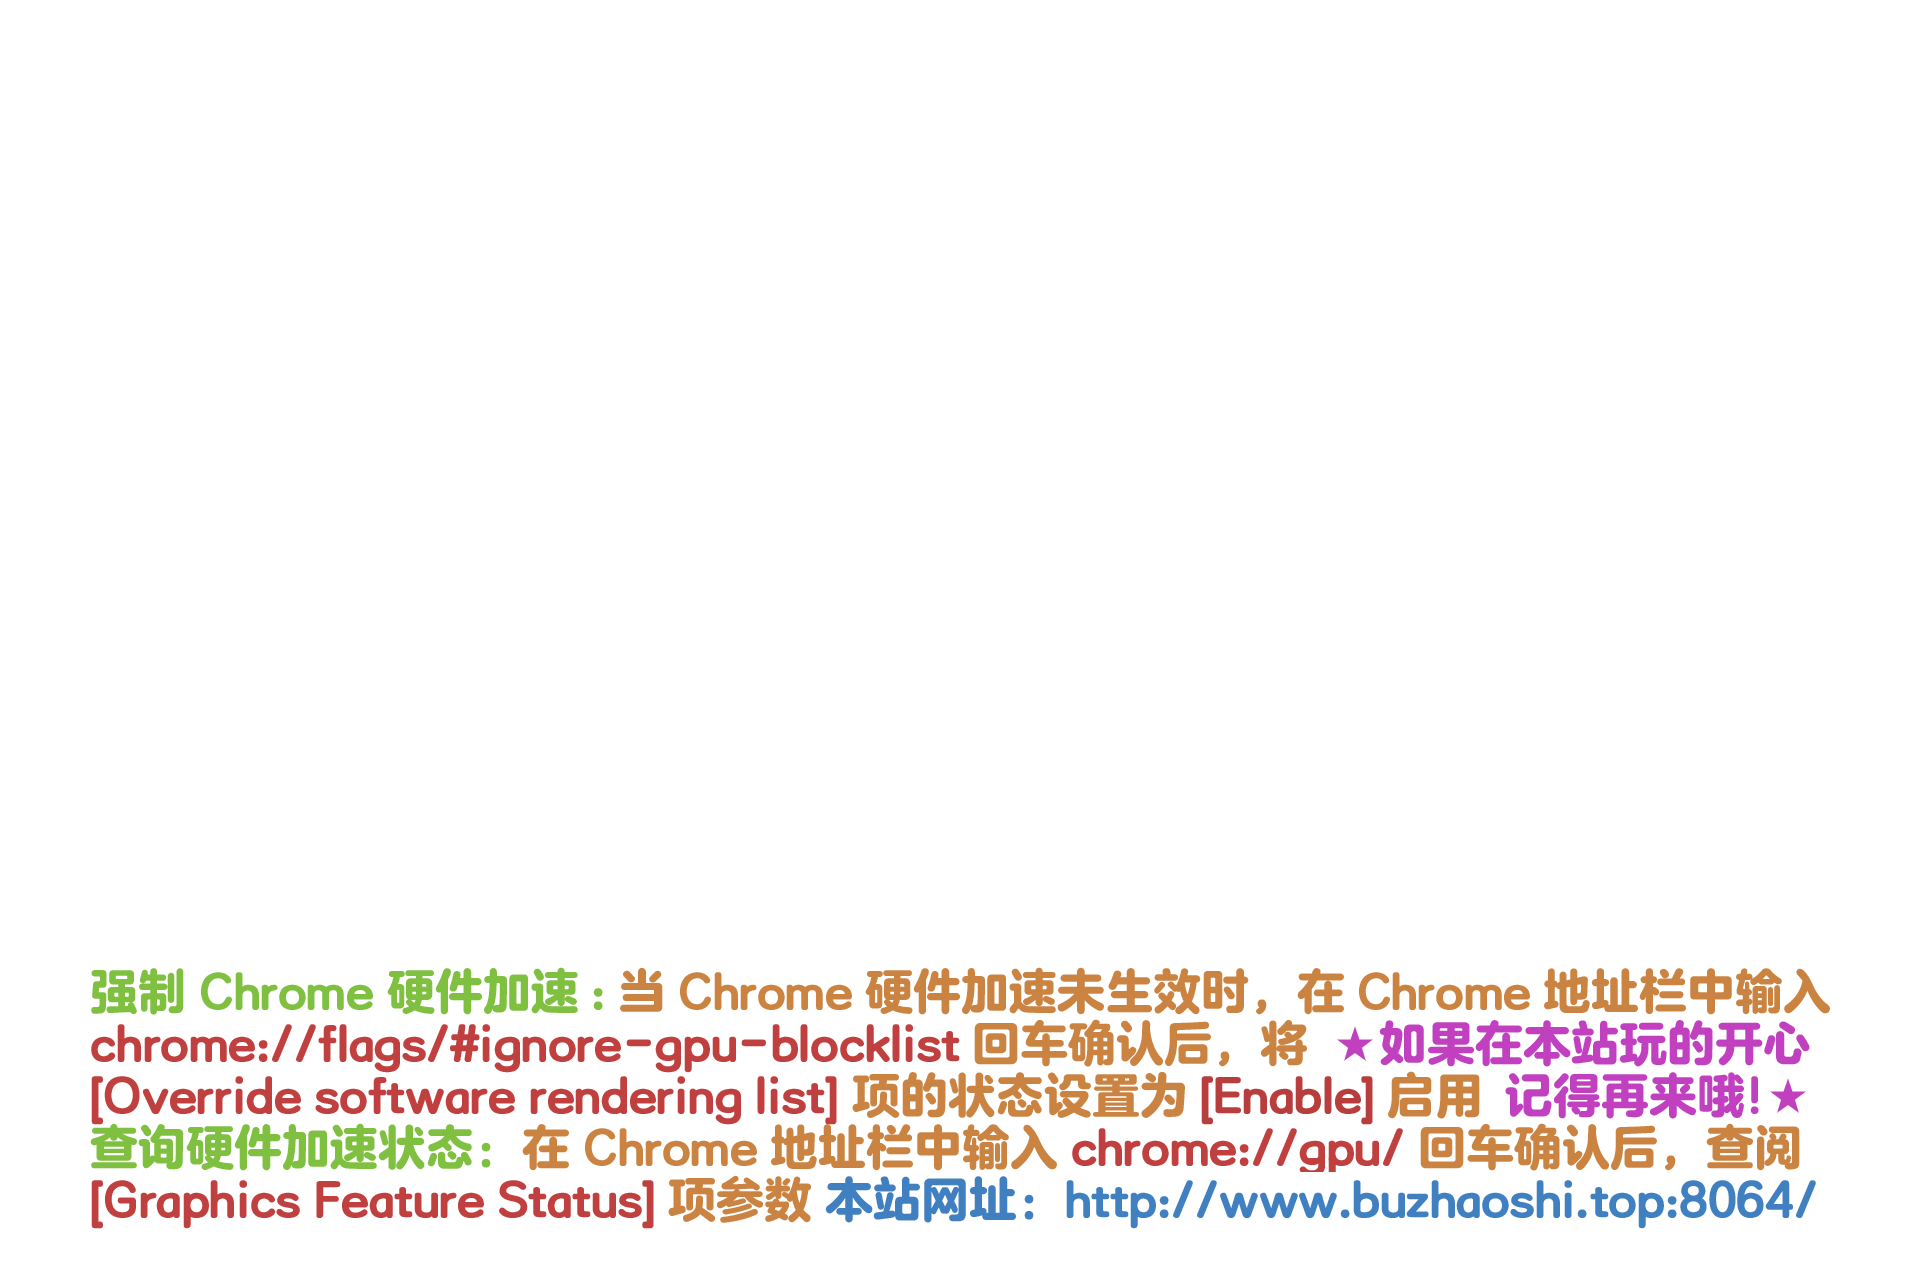 强制 Chrome 硬件加速 : 当 Chrome 硬件加速未生效时，在 Chrome 地址栏中输入
chrome://flags/#ignore-gpu-blocklist 回车确认后，将 ★如果在本站玩的开心
[Override software rendering list] 项的状态设置为 [Enable] 启用 记得再来哦!★
查询硬件加速状态：在 Chrome 地址栏中输入 chrome://gpu/ 回车确认后，查阅
[Graphics Feature Status] 项参数 本站网址：http://www.buzhaoshi.top:8064/